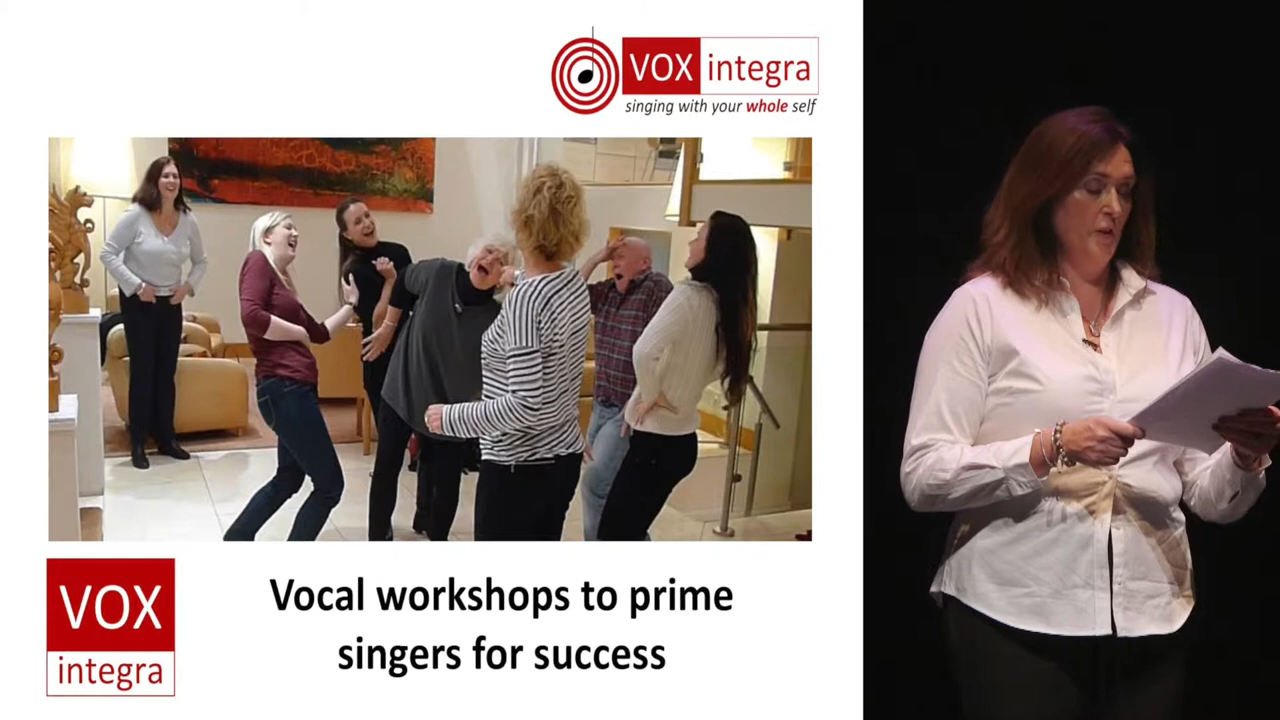 VOX integra
singing with your whole self
VOX
integra
Vocal workshops to prime
singers for success